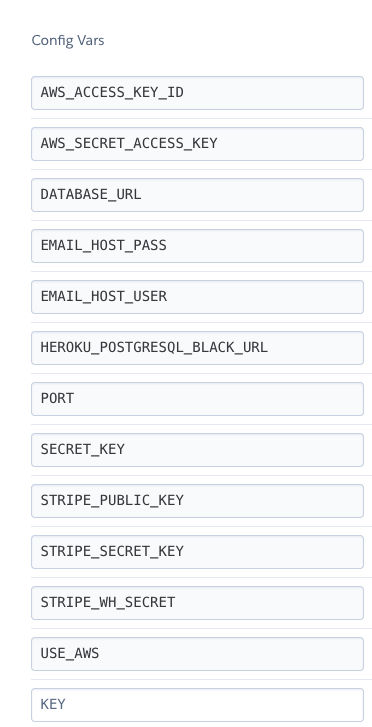 Config Vars
AWS_ACCESS_KEY_ID
AWS_SECRET_ACCESS_KEY
DATABASE_URL
EMAIL_HOST_PASS
EMAIL_HOST_USER
HEROKU_POSTGRESQL_BLACK_URL
PORT
SECRET_KEY
STRIPE_PUBLIC_KEY
STRIPE_SECRET_KEY
STRIPE_WH_SECRET
USE_AWS
KEY